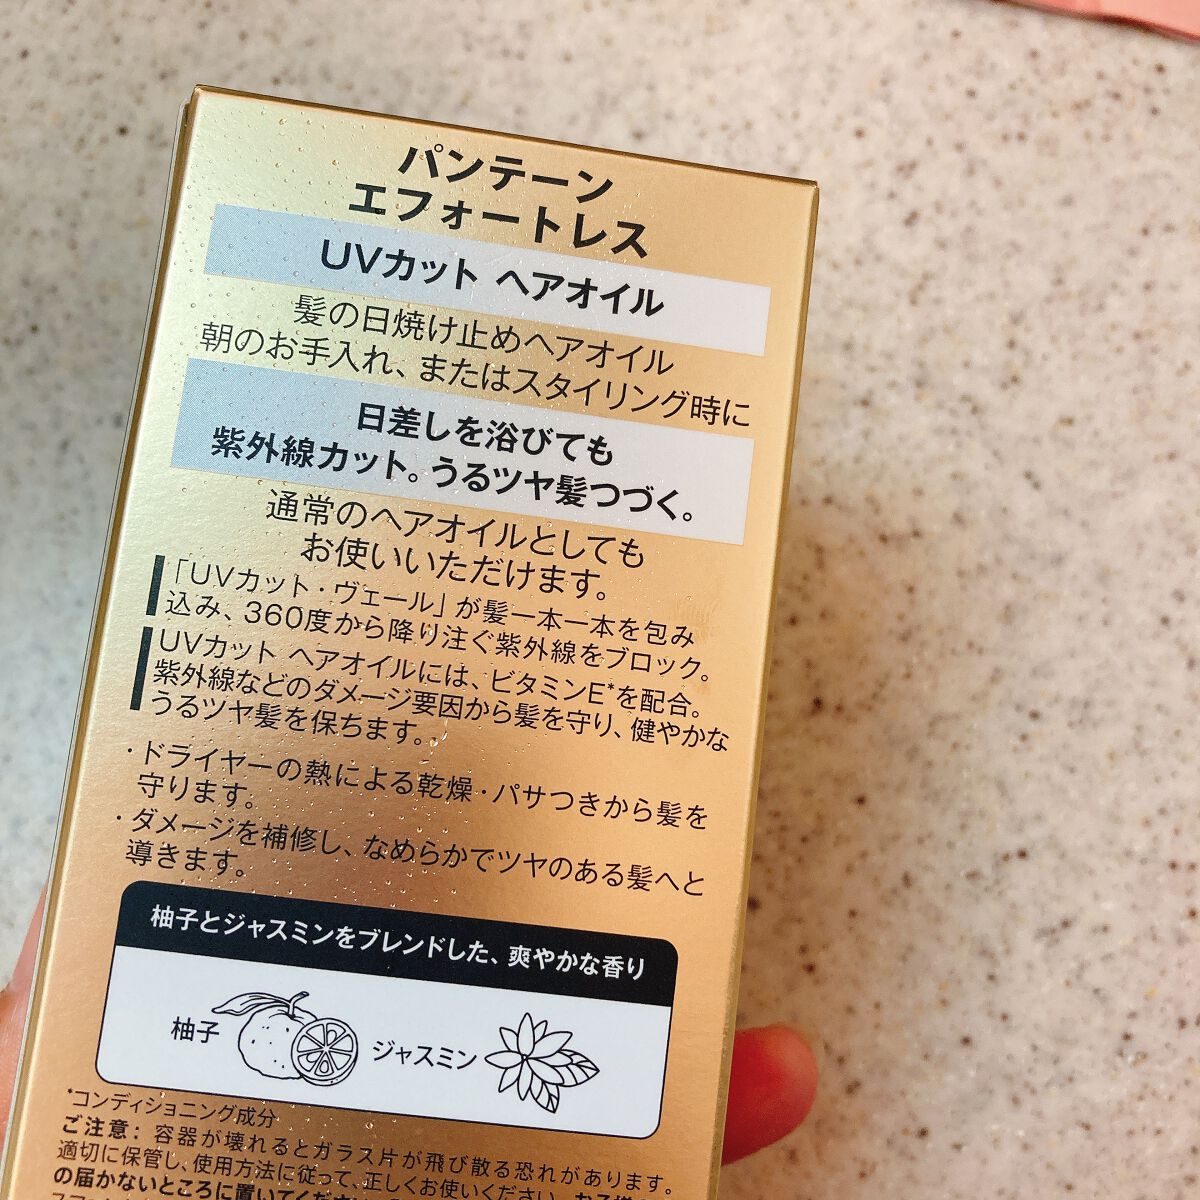 パンテーン
エフォートレス
UVカット ヘアオイル
髪の日焼け止めヘアオイル
朝のお手入れ、またはスタイリング時に
日差しを浴びても
紫外線カット。うるツヤ髪つづく。
通常のヘアオイルとしても
お使いいただけます。
「UVカット・ヴェール」が髪一本一本を包み
込み、360度から降り注ぐ紫外線をブロック。
UVカット ヘアオイルには、ビタミンE*を配合。
紫外線などのダメージ要因から髪を守り、健やかな
うるツヤ髪を保ちます。
・ドライヤーの熱による乾燥・パサつきから髪を
守ります。
・ダメージを補修し、なめらかでツヤのある髪へと
導きます。
柚子とジャスミンをブレンドした、爽やかな香り
柚子
ジャスミン
*コンディショニング成分
ご注意：容器が壊れるとガラス片が飛び散る恐れがあります。
適切に保管し、使用方法に従って、正しくお使いください。お子様の手
の届かないところに置いてください